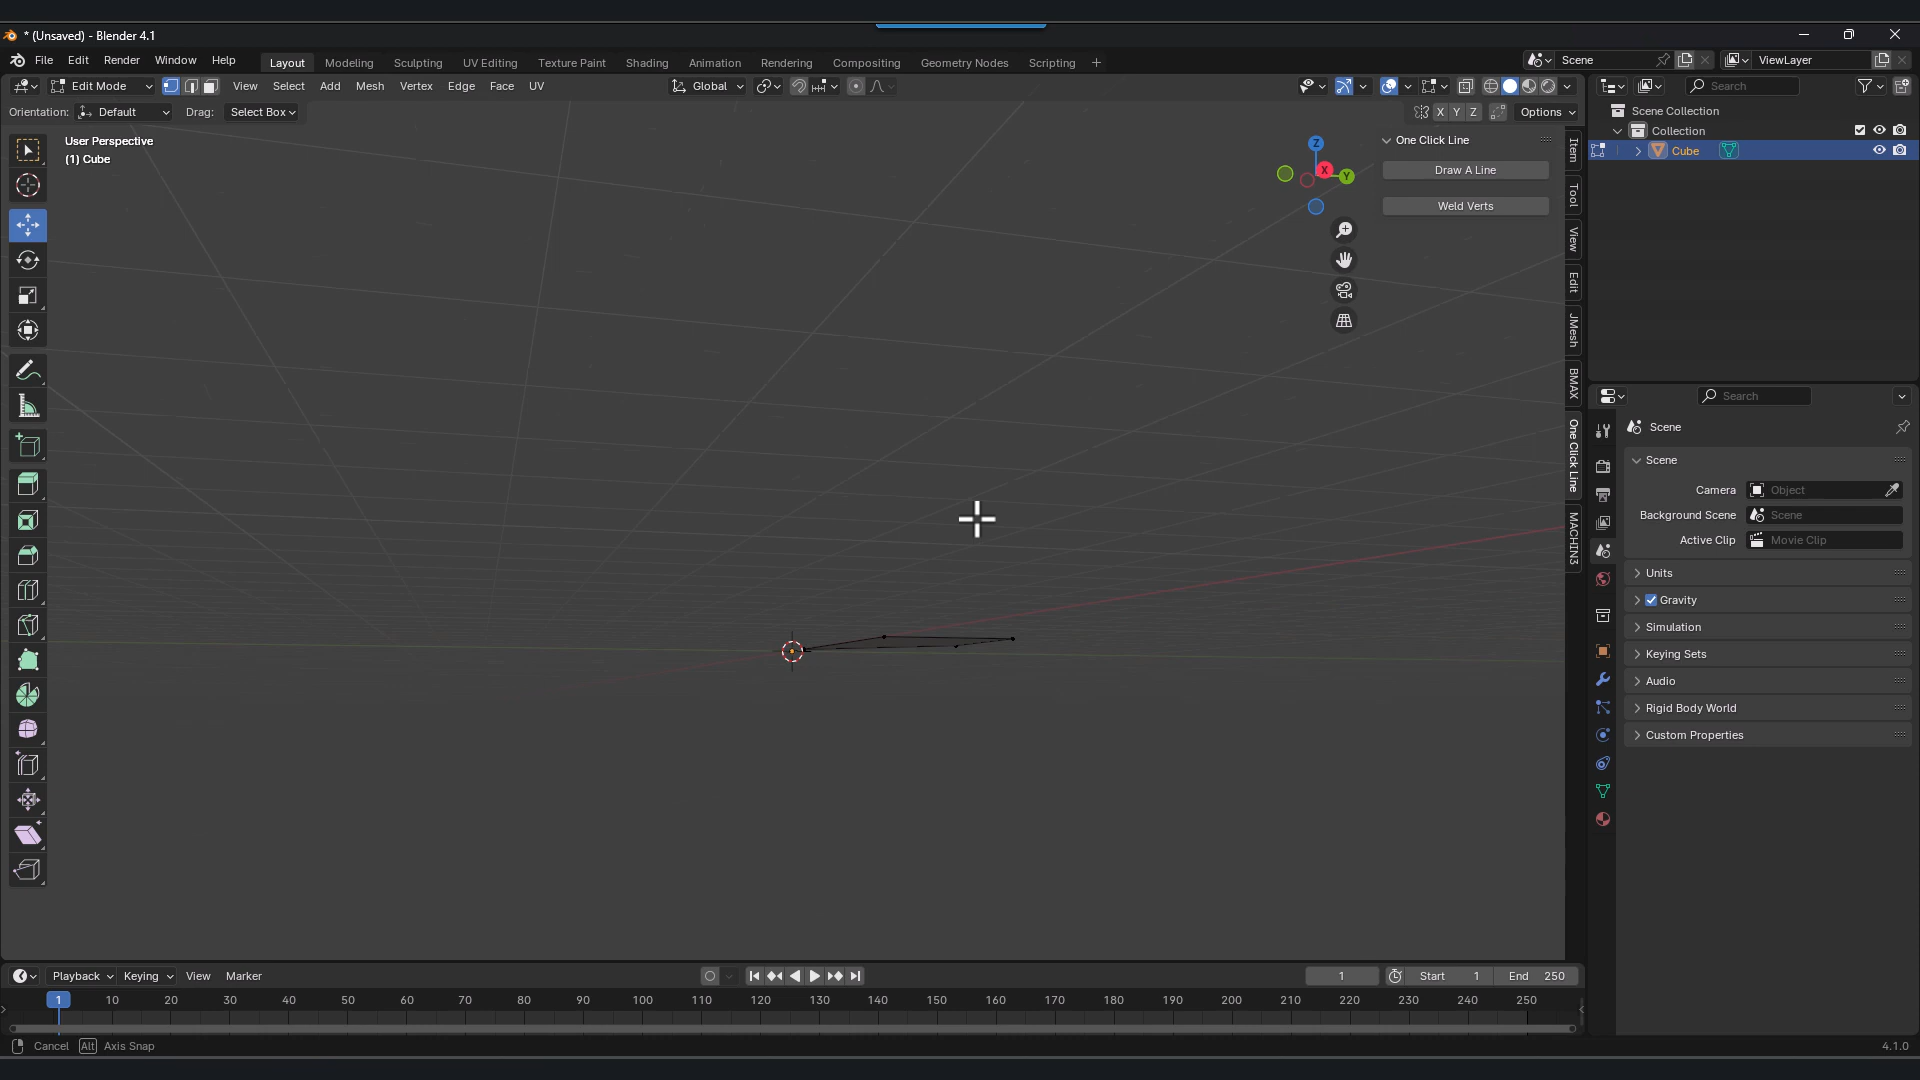 * (Unsaved) - Blender 4.1
File Edit Render Window Help
Layout Modeling Sculpting UV Editing Texture Paint Shading Animation Rendering Compositing Geometry Nodes Scripting +
Scene ViewLayer
Edit Mode View Select Add Mesh Vertex Edge Face UV Global Search
Orientation: Default Drag: Select Box X Y Z Options
Scene Collection
Collection
Cube
User Perspective
(1) Cube
Z
X
Y
One Click Line
Draw A Line
Weld Verts
Item
Tool
View
Edit
JMesh
BMAX
One Click Line
MACHIN3
Search
Scene
Scene
Camera Object
Background Scene Scene
Active Clip Movie Clip
Units
Gravity
Simulation
Keying Sets
Audio
Rigid Body World
Custom Properties
Playback Keying View Marker 1 Start 1 End 250
1 10 20 30 40 50 60 70 80 90 100 110 120 130 140 150 160 170 180 190 200 210 220 230 240 250
Cancel Alt Axis Snap 4.1.0